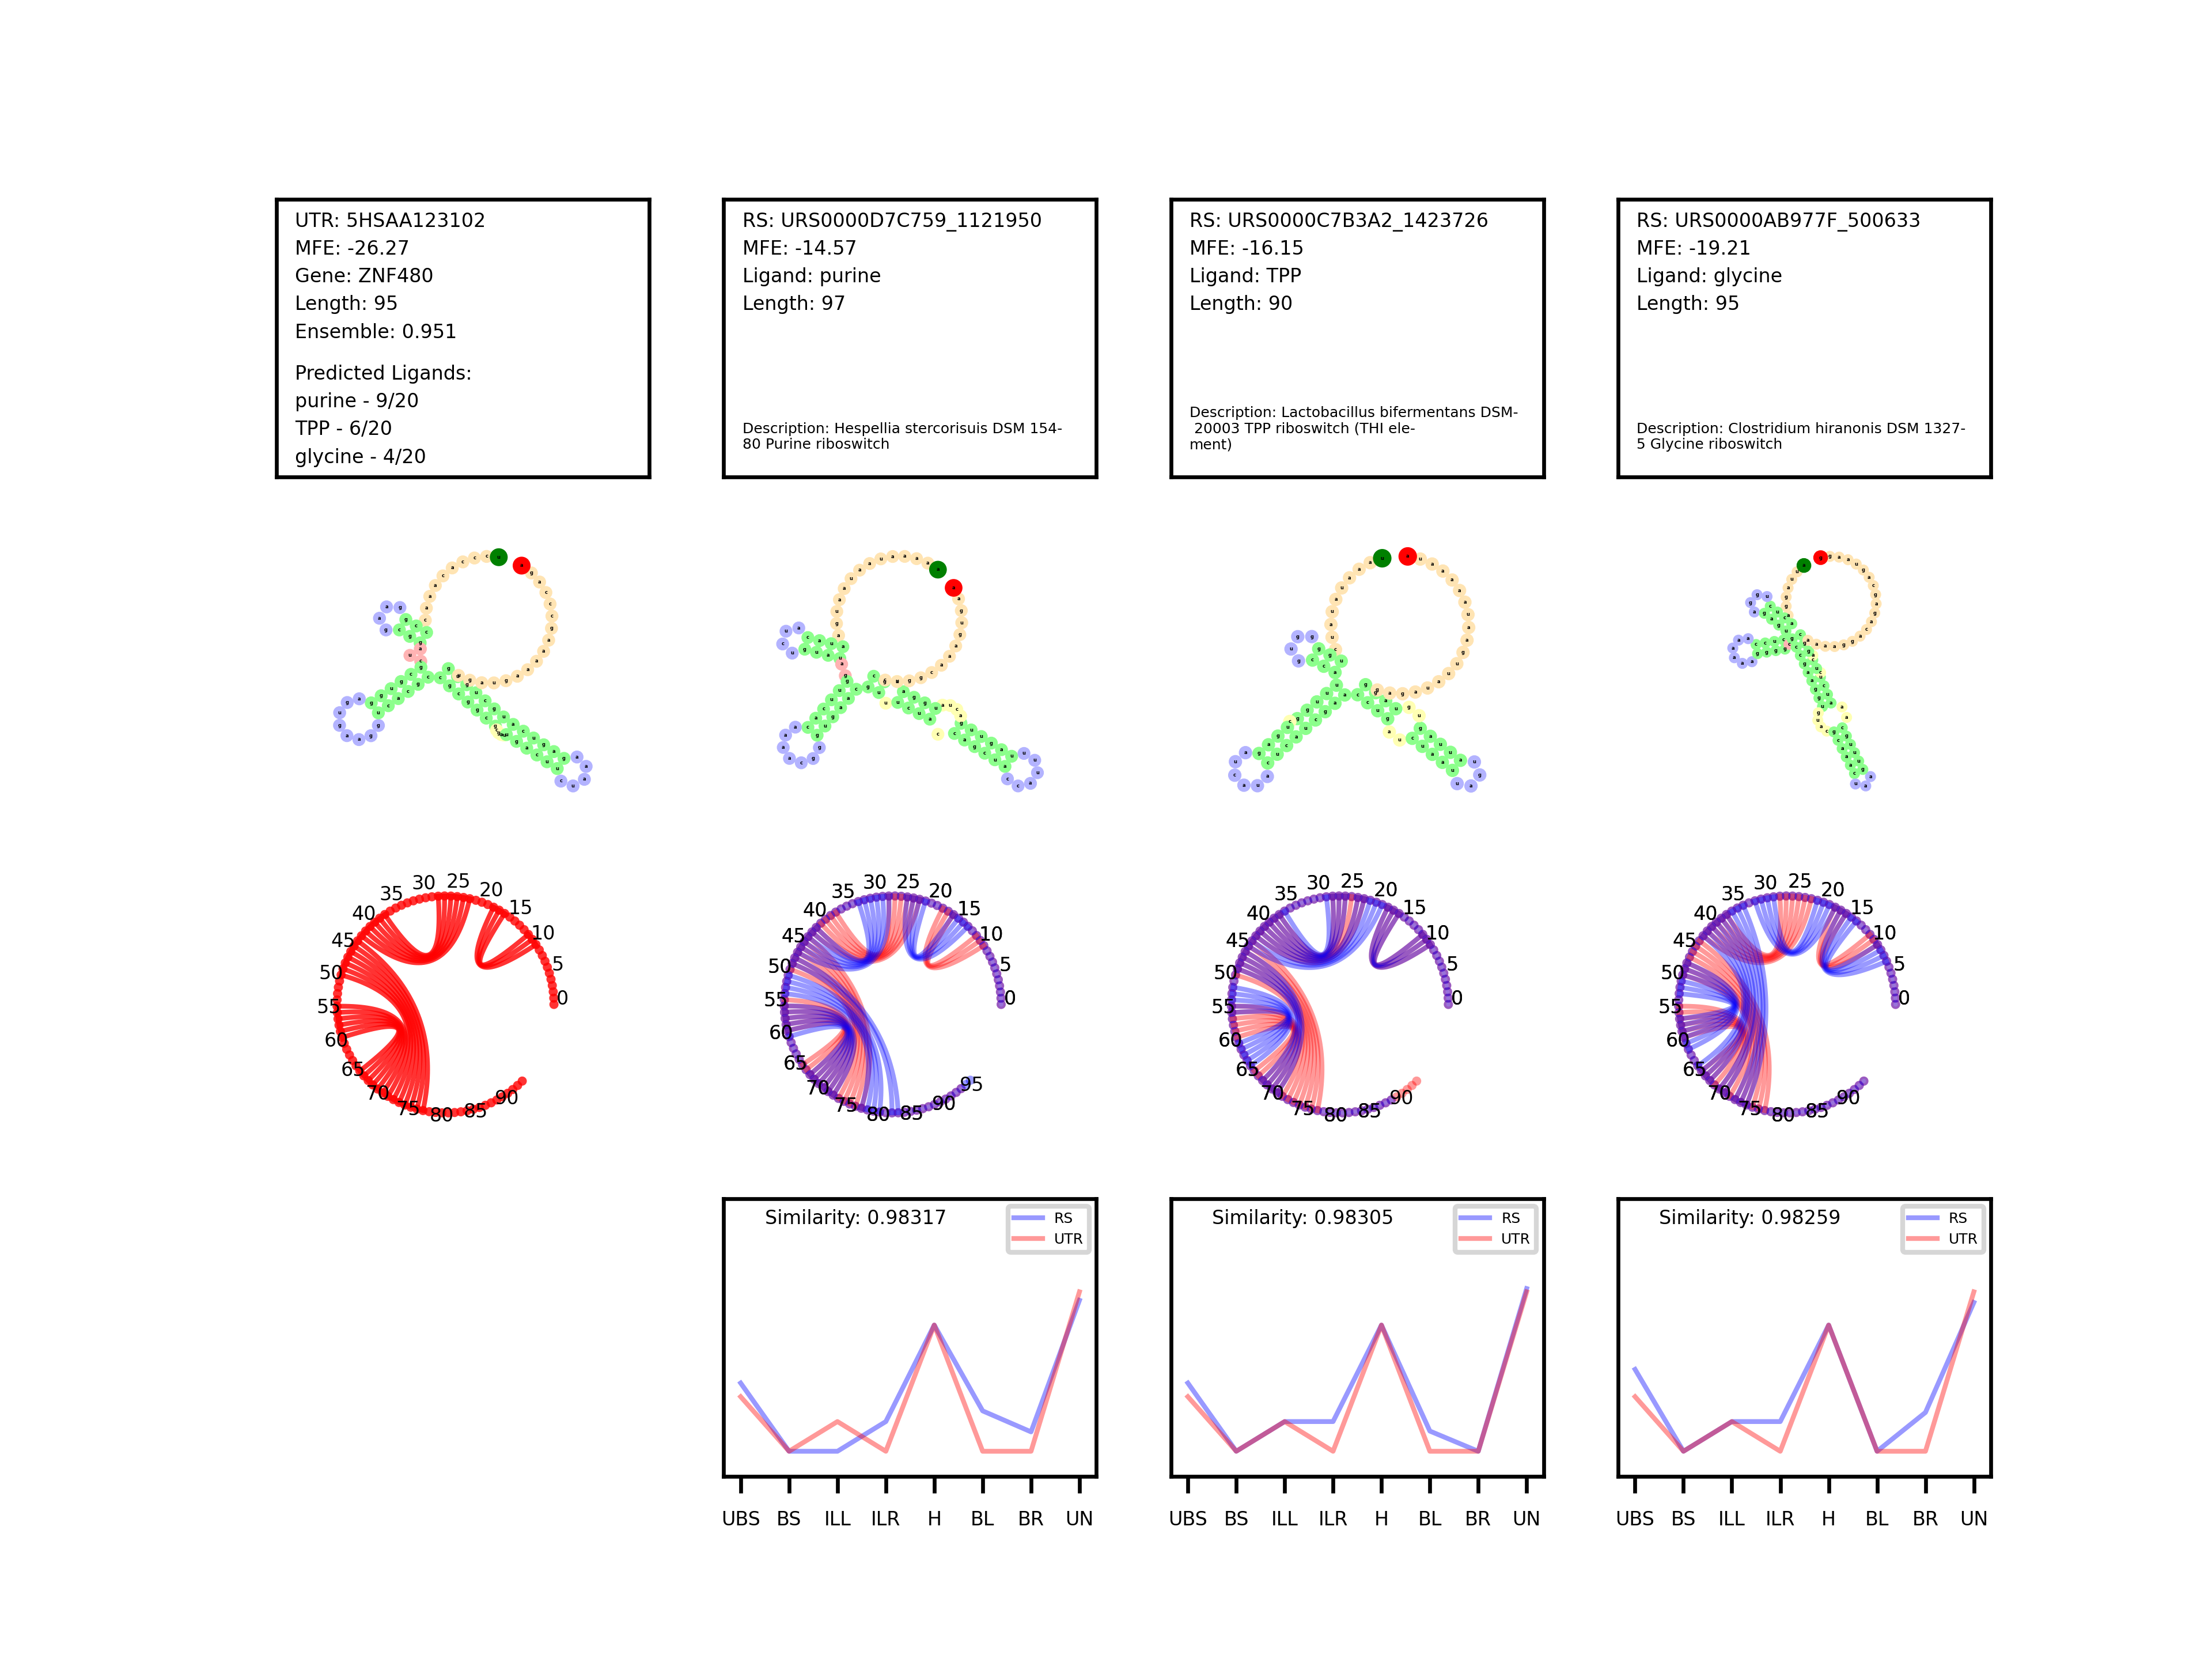 UTR: 5HSAA123102
MFE: -26.27
Gene: ZNF480
Length: 95
Ensemble: 0.951
Predicted Ligands:
purine - 9/20
TPP - 6/20
glycine - 4/20
RS: URS0000D7C759_1121950
MFE: -14.57
Ligand: purine
Length: 97
Description: Hespellia stercorisuis DSM 154-
80 Purine riboswitch
RS: URS0000C7B3A2_1423726
MFE: -16.15
Ligand: TPP
Length: 90
Description: Lactobacillus bifermentans DSM-
20003 TPP riboswitch (THI ele-
ment)
RS: URS0000AB977F_500633
MFE: -19.21
Ligand: glycine
Length: 95
Description: Clostridium hiranonis DSM 1327-
5 Glycine riboswitch
0
5
10
15
20
25
30
35
40
45
50
55
60
65
70
75
80
85
90
0
5
10
15
20
25
30
35
40
45
50
55
60
65
70
75
80
85
90
95
0
5
10
15
20
25
30
35
40
45
50
55
60
65
70
75
80
85
90
0
5
10
15
20
25
30
35
40
45
50
55
60
65
70
75
80
85
90
Similarity: 0.98317
RS
UTR
UBS BS ILL ILR H BL BR UN
Similarity: 0.98305
RS
UTR
UBS BS ILL ILR H BL BR UN
Similarity: 0.98259
RS
UTR
UBS BS ILL ILR H BL BR UN